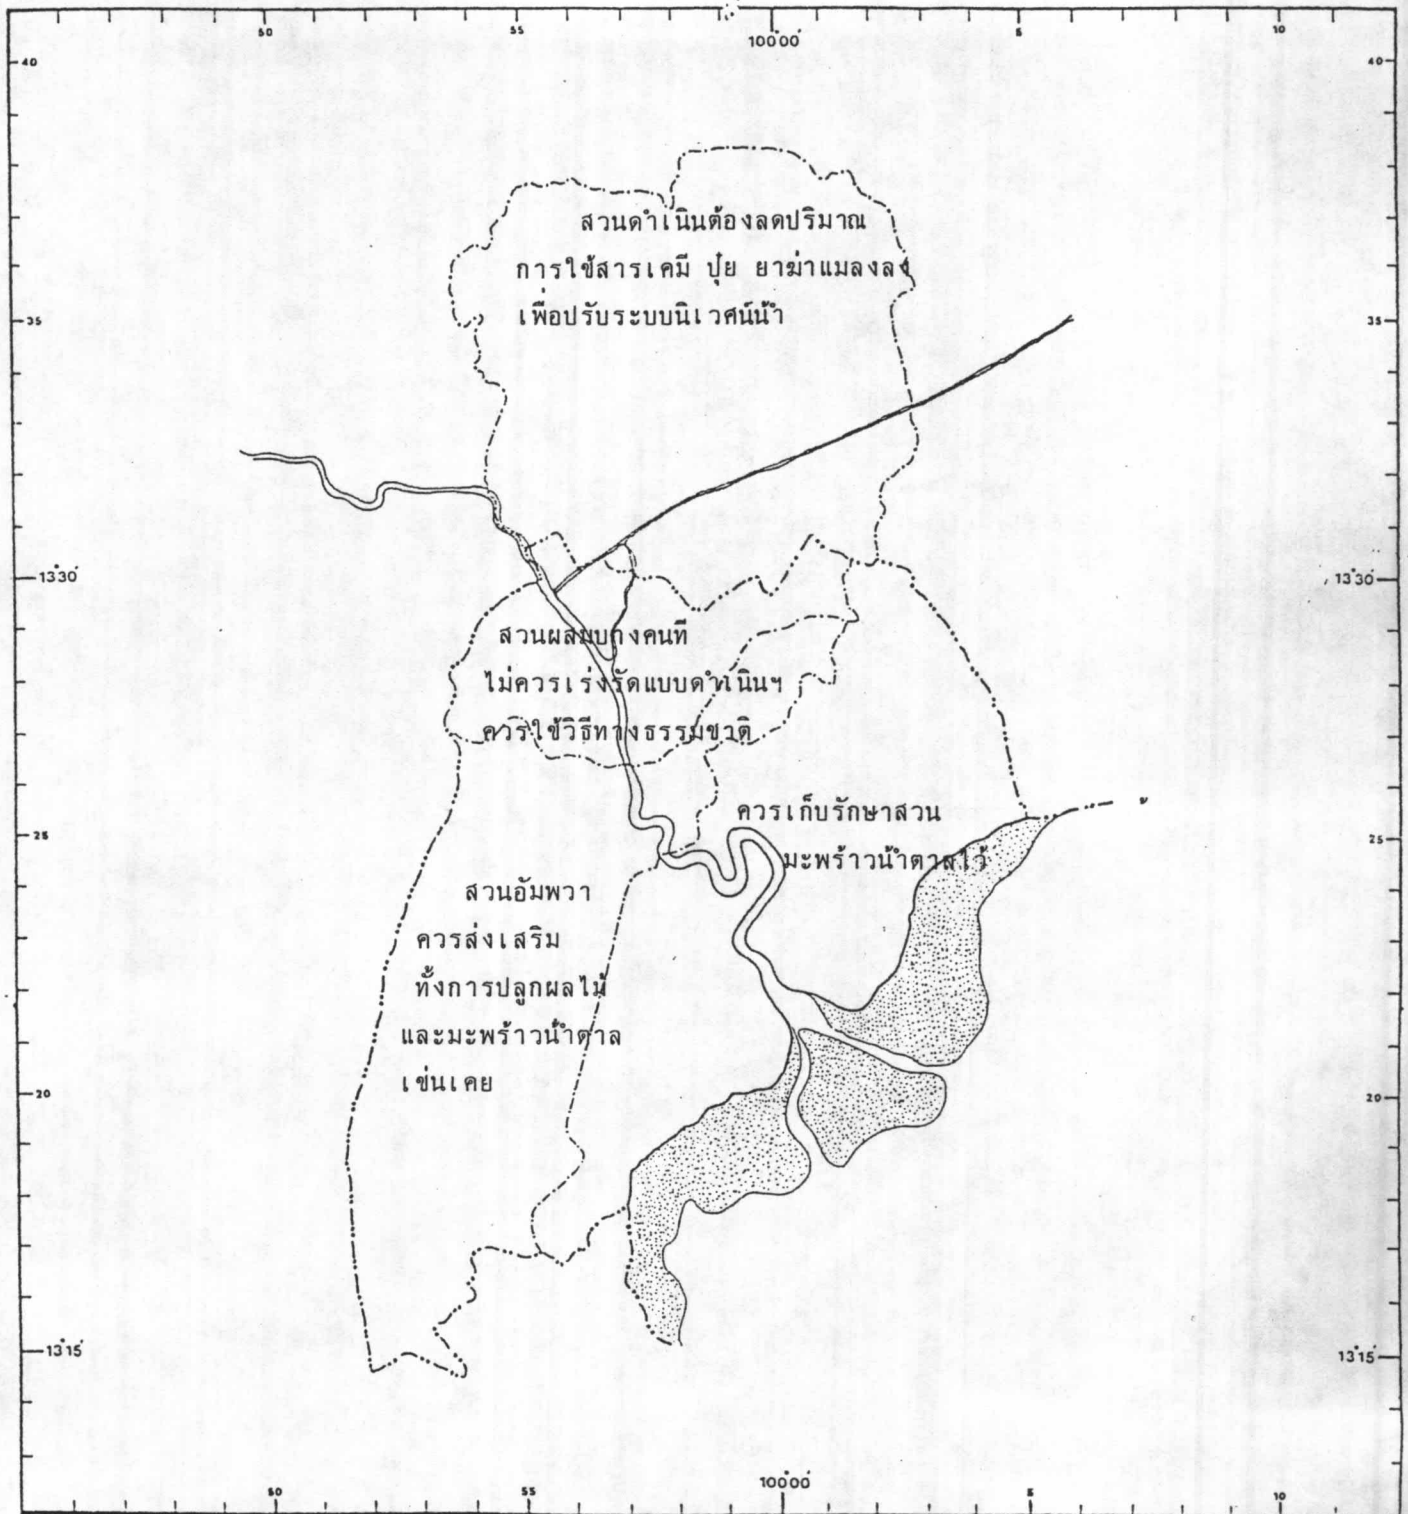 50 55 100°00' 5 10
40 40
สวนดำเนินต้องลดปริมาณ
การใช้สารเคมี ปุ๋ย ยาฆ่าแมลงลง
เพื่อปรับระบบนิเวศน์น้ำ
35 35
13°30' 13°30'
สวนผสมบางคนที
ไม่ควรเร่งรัดแบบดำเนินฯ
ควรใช้วิธีทางธรรมชาติ
ควรเก็บรักษาสวน
มะพร้าวน้ำตาลไว้
25 25
สวนอัมพวา
ควรส่งเสริม
ทั้งการปลูกผลไม้
และมะพร้าวน้ำตาล
เช่นเคย
20 20
13°15' 13°15'
50 55 100°00' 5 10